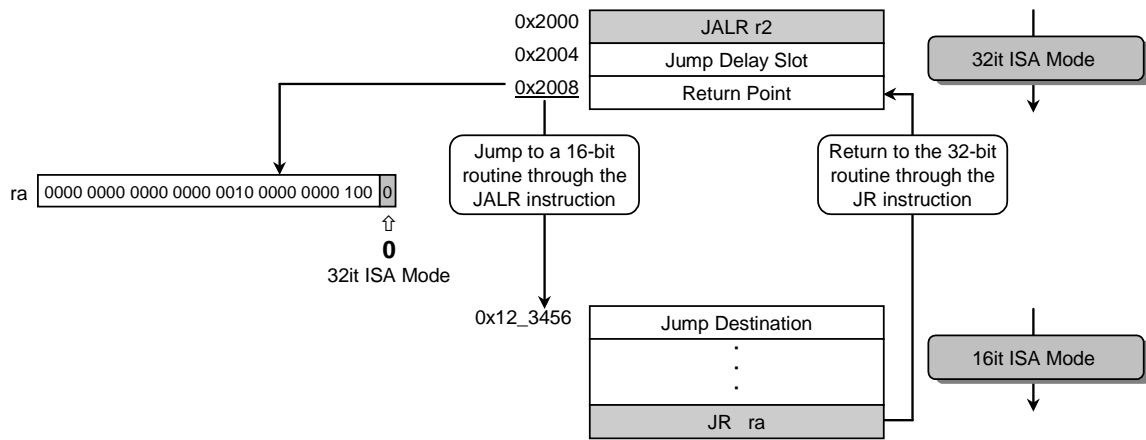 0x2000
JALR r2
0x2004
Jump Delay Slot
32it ISA Mode
0x2008
Return Point
Jump to a 16-bit
routine through the
JALR instruction
Return to the 32-bit
routine through the
JR instruction
ra
0000 0000 0000 0000 0010 0000 0000 100 0
0
32it ISA Mode
0x12_3456
Jump Destination
16it ISA Mode
JR ra